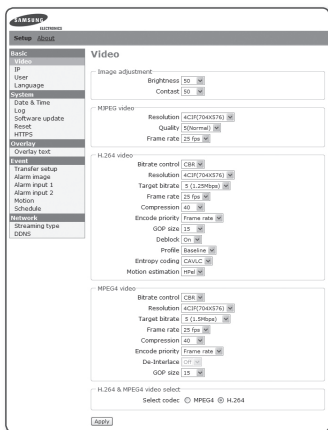 SAMSUNG
ELECTRONICS
Setup About
Basic
Video
IP
User
Language
System
Date & Time
Log
Software update
Reset
HTTPS
Overlay
Overlay text
Event
Transfer setup
Alarm image
Alarm input 1
Alarm input 2
Motion
Schedule
Network
Streaming type
DDNS
Video
Image adjustment
Brightness 50
Contast 50
MJPEG video
Resolution 4CIF(704X576)
Quality 5(Normal)
Frame rate 25 fps
H.264 video
Bitrate control CBR
Resolution 4CIF(704X576)
Target bitrate 5 (1.25Mbps)
Frame rate 25 fps
Compression 40
Encode priority Frame rate
GOP size 15
Deblock On
Profile Baseline
Entropy coding CAVLC
Motion estimation HPel
MPEG4 video
Bitrate control CBR
Resolution 4CIF(704X576)
Target bitrate 5 (1.5Mbps)
Frame rate 25 fps
Compression 40
Encode priority Frame rate
De-Interlace Off
GOP size 15
H.264 & MPEG4 video select
Select codec MPEG4 H.264
Apply